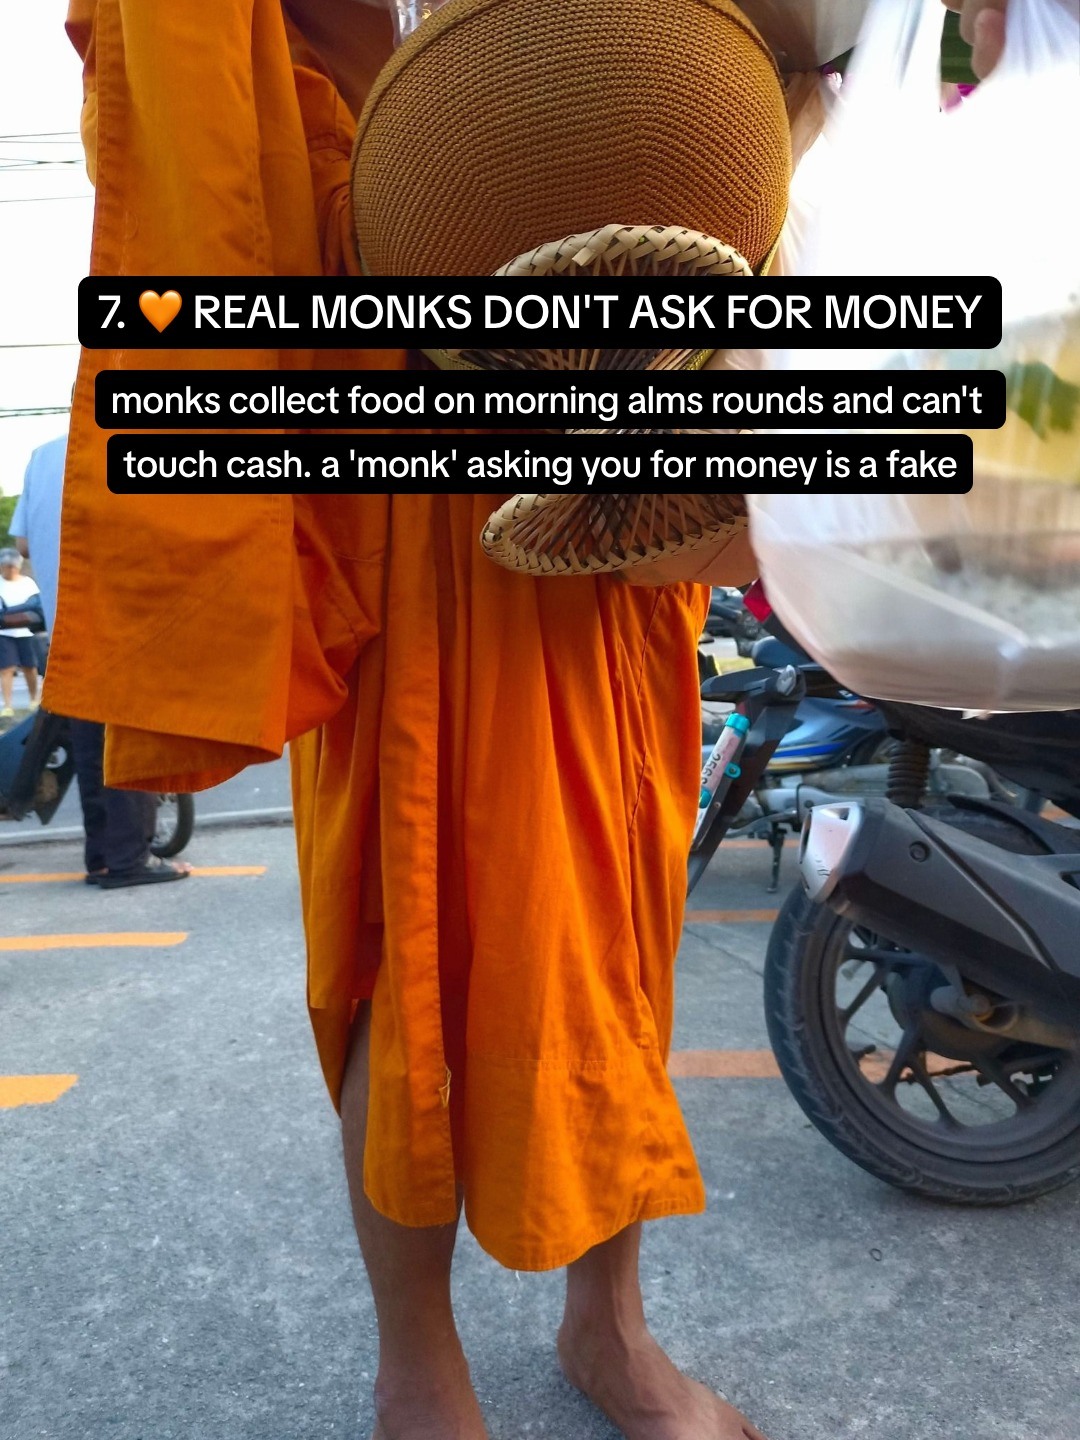 7. 🧡 REAL MONKS DON'T ASK FOR MONEY
monks collect food on morning alms rounds and can't
touch cash. a 'monk' asking you for money is a fake